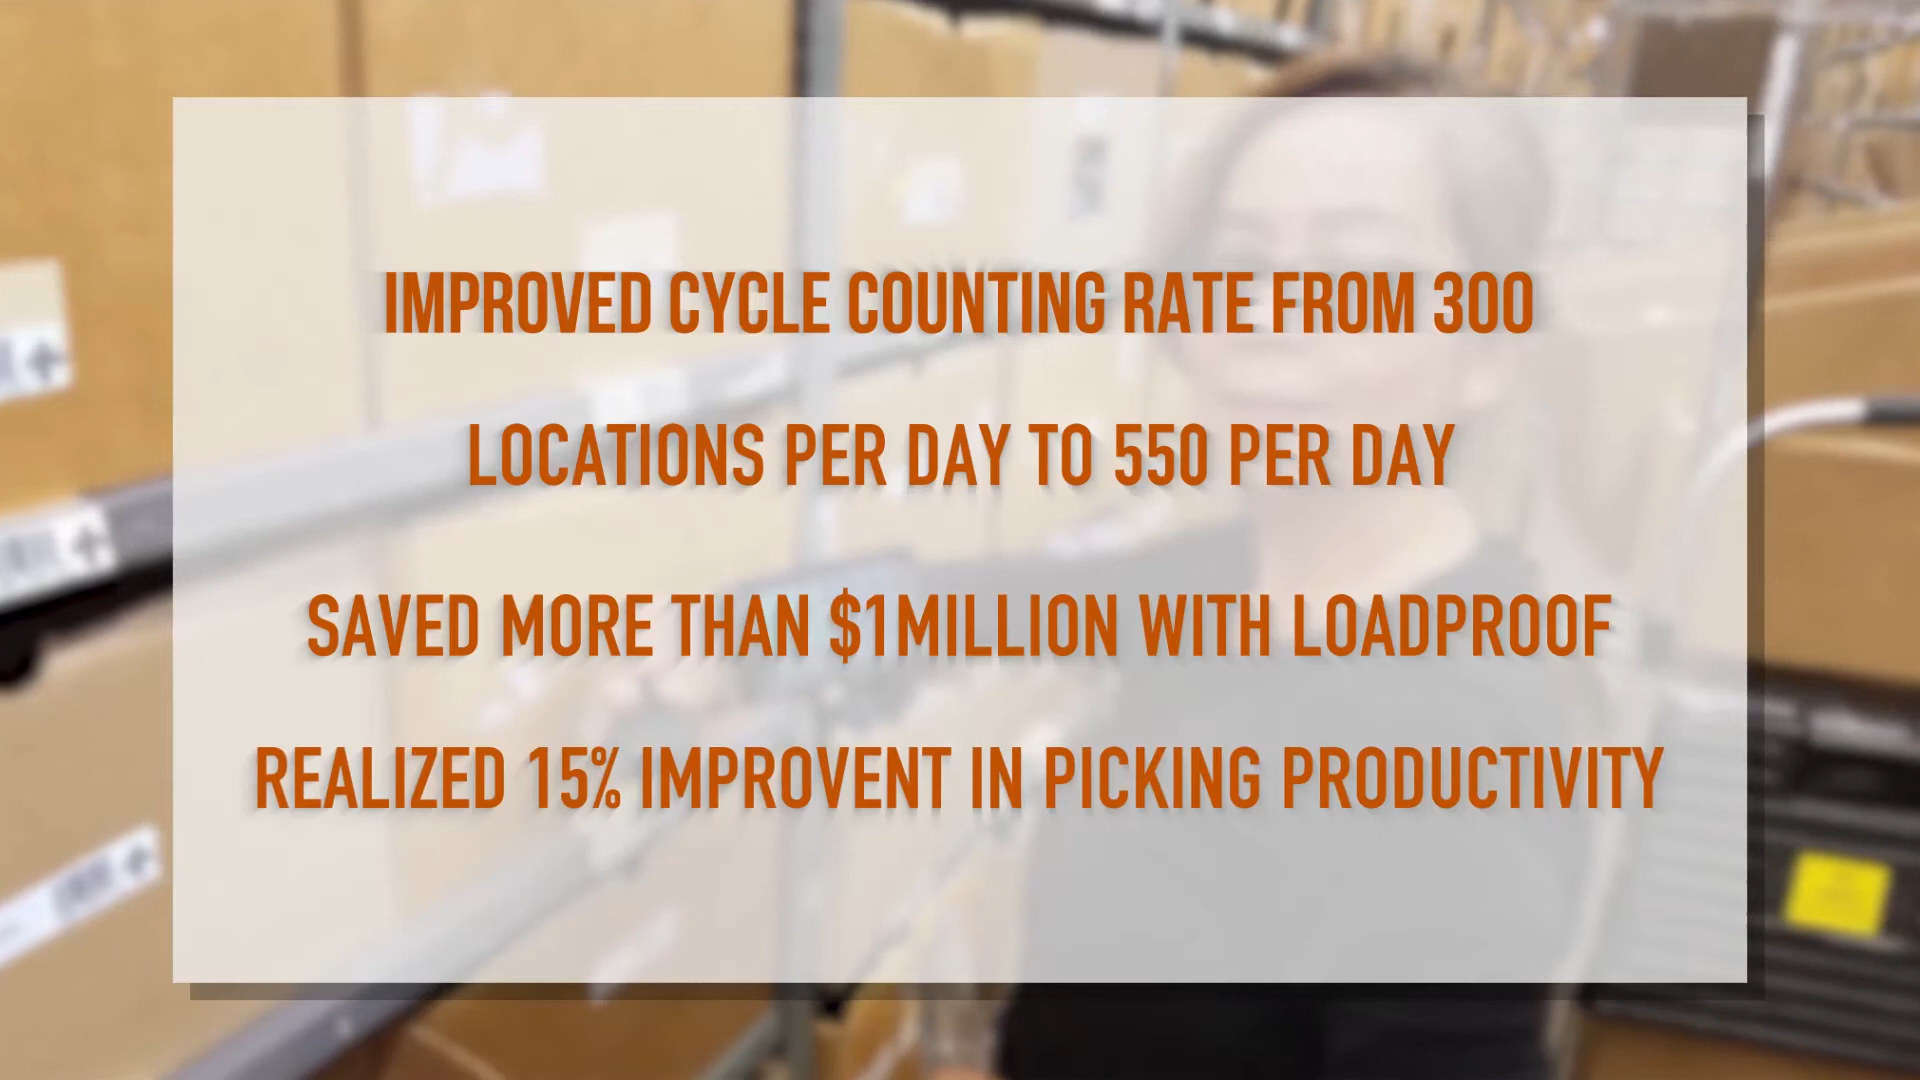 IMPROVED CYCLE COUNTING RATE FROM 300
LOCATIONS PER DAY TO 550 PER DAY
SAVED MORE THAN $1MILLION WITH LOADPROOF
REALIZED 15% IMPROVENT IN PICKING PRODUCTIVITY